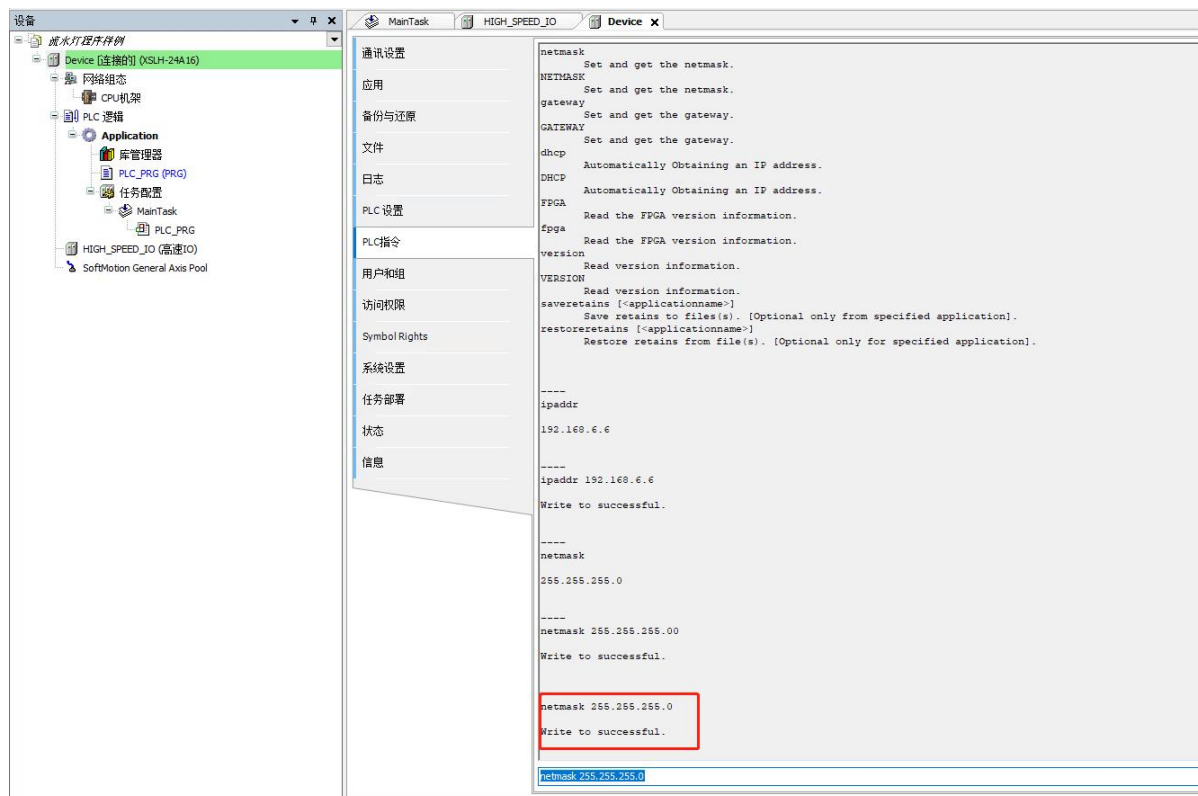 设备
流水灯程序样例
Device [连接的] (XSLH-24A16)
网络组态
CPU机架
PLC 逻辑
Application
库管理器
PLC_PRG (PRG)
任务配置
MainTask
PLC_PRG
HIGH_SPEED_IO (高速IO)
SoftMotion General Axis Pool
MainTask
HIGH_SPEED_IO
Device
通讯设置
应用
备份与还原
文件
日志
PLC 设置
PLC指令
用户和组
访问权限
Symbol Rights
系统设置
任务部署
状态
信息
netmask
Set and get the netmask.
NETMASK
Set and get the netmask.
gateway
Set and get the gateway.
GATEWAY
Set and get the gateway.
dhcp
Automatically Obtaining an IP address.
DHCP
Automatically Obtaining an IP address.
FPGA
Read the FPGA version information.
fpga
Read the FPGA version information.
version
Read version information.
VERSION
Read version information.
saveretains [<applicationname>]
Save retains to files(s). [Optional only from specified application].
restoreretains [<applicationname>]
Restore retains from file(s). [Optional only for specified application].
----
ipaddr
192.168.6.6
----
ipaddr 192.168.6.6
Write to successful.
----
netmask
255.255.255.0
----
netmask 255.255.255.00
Write to successful.
netmask 255.255.255.0
Write to successful.
netmask 255.255.255.0